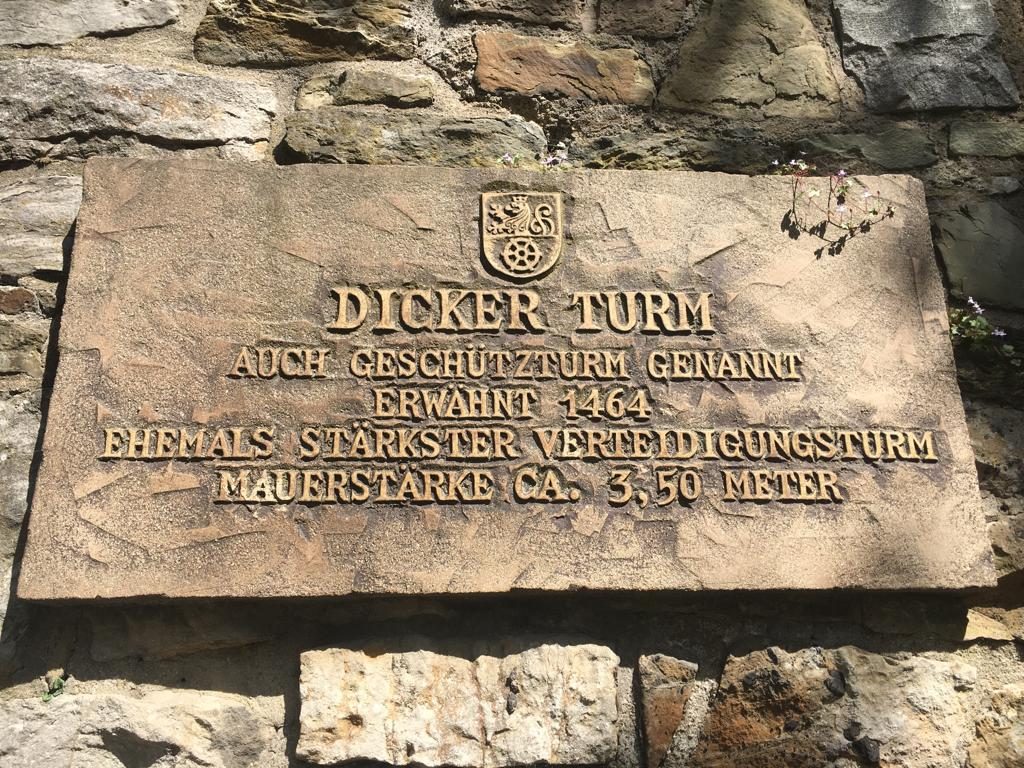 DICKER TURM
AUCH GESCHÜTZTURM GENANNT
ERWÄHNT 1464
EHEMALS STÄRKSTER VERTEIDIGUNGSTURM
MAUERSTÄRKE CA. 3,50 METER